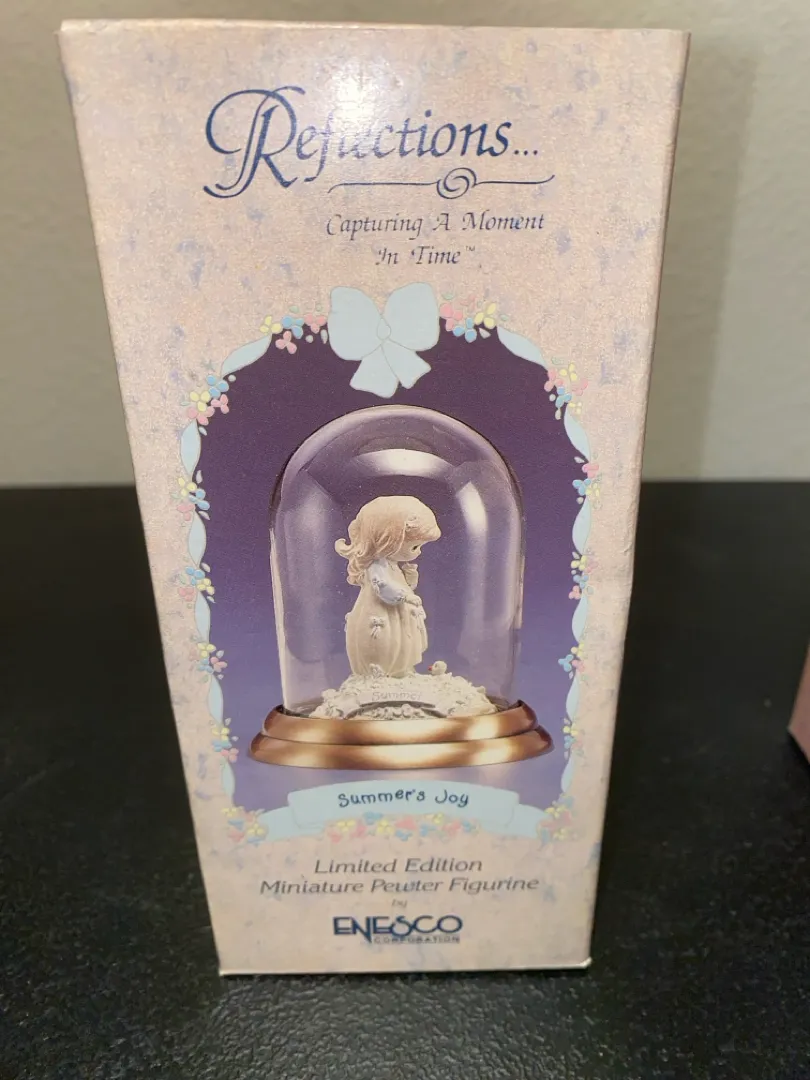 Reflections...
Capturing A Moment
In Time™
Summer
Summer's Joy
Limited Edition
Miniature Pewter Figurine
by
ENESCO
CORPORATION